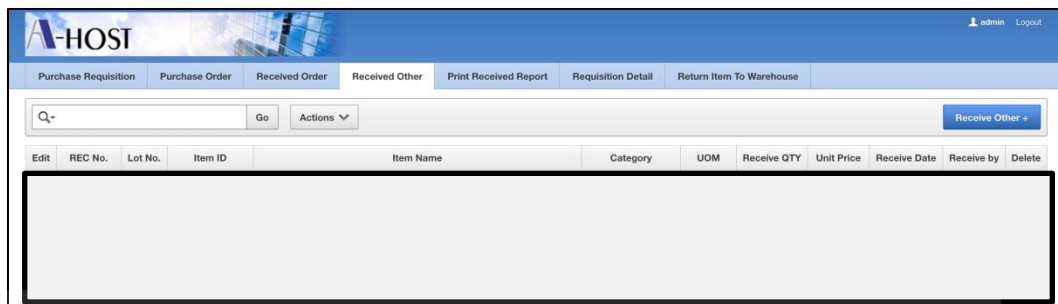 A-HOST
admin Logout
Purchase Requisition Purchase Order Received Order Received Other Print Received Report Requisition Detail Return Item To Warehouse
Go Actions Receive Other +
Edit REC No. Lot No. Item ID Item Name Category UOM Receive QTY Unit Price Receive Date Receive by Delete